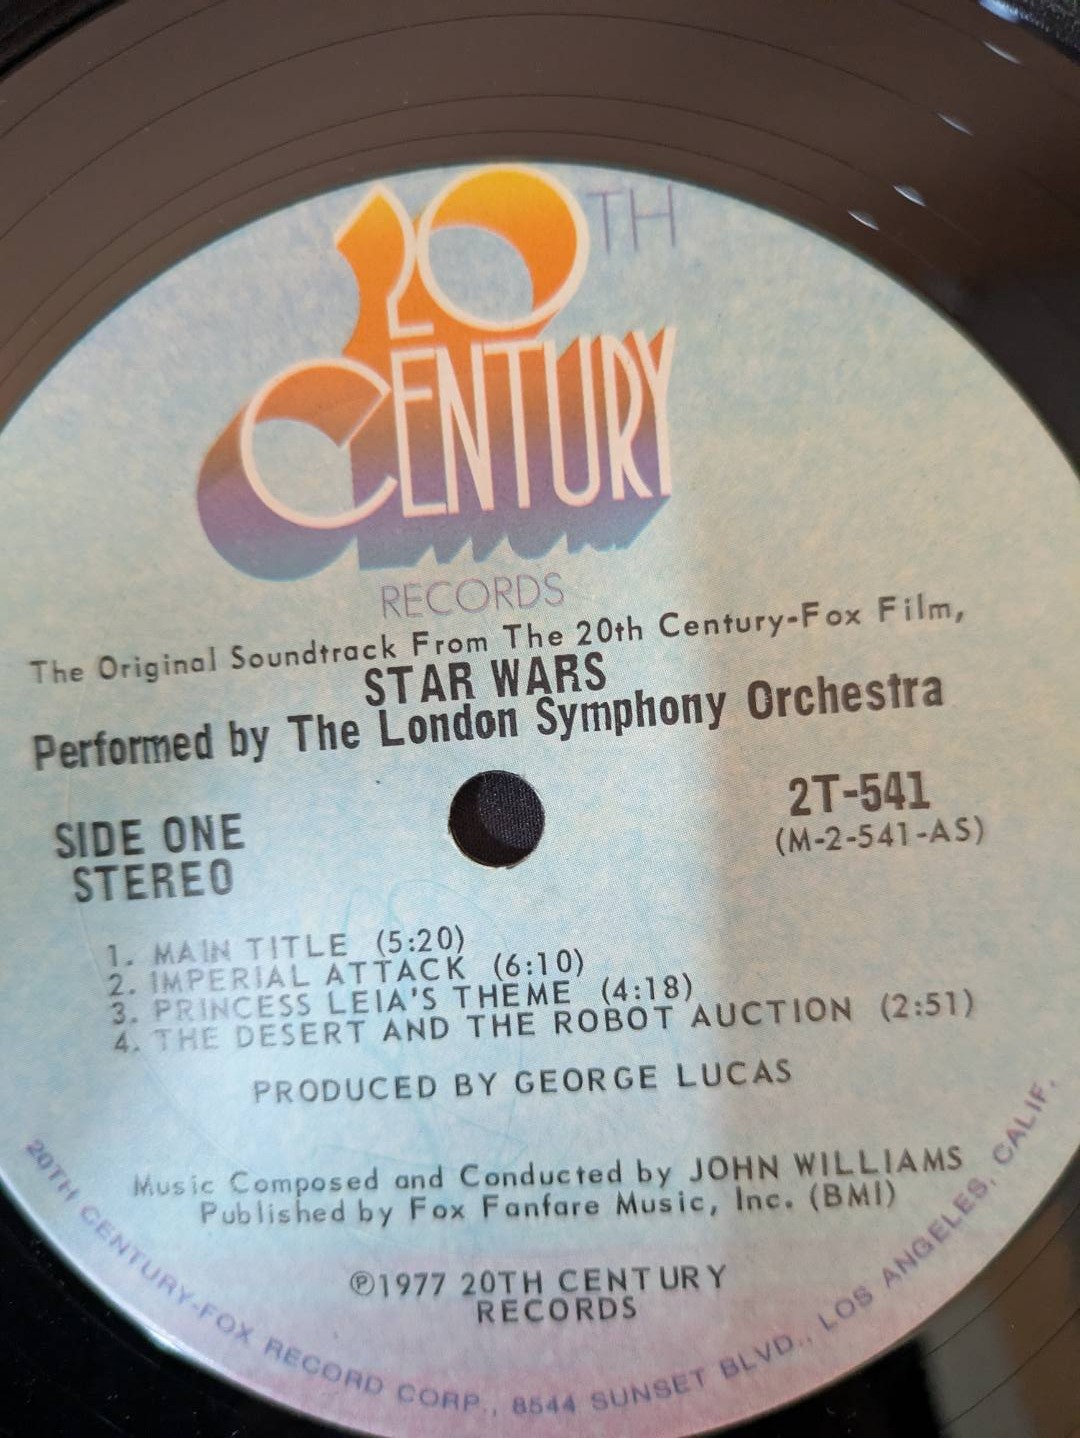 20TH
CENTURY
RECORDS
The Original Soundtrack From The 20th Century-Fox Film,
STAR WARS
Performed by The London Symphony Orchestra
2T-541
(M-2-541-AS)
SIDE ONE
STEREO
1. MAIN TITLE (5:20)
2. IMPERIAL ATTACK (6:10)
3. PRINCESS LEIA'S THEME (4:18)
4. THE DESERT AND THE ROBOT AUCTION (2:51)
PRODUCED BY GEORGE LUCAS
Music Composed and Conducted by JOHN WILLIAMS
Published by Fox Fanfare Music, Inc. (BMI)
℗1977 20TH CENTURY
RECORDS
20TH CENTURY-FOX RECORD CORP., 8544 SUNSET BLVD., LOS ANGELES, CALIF.